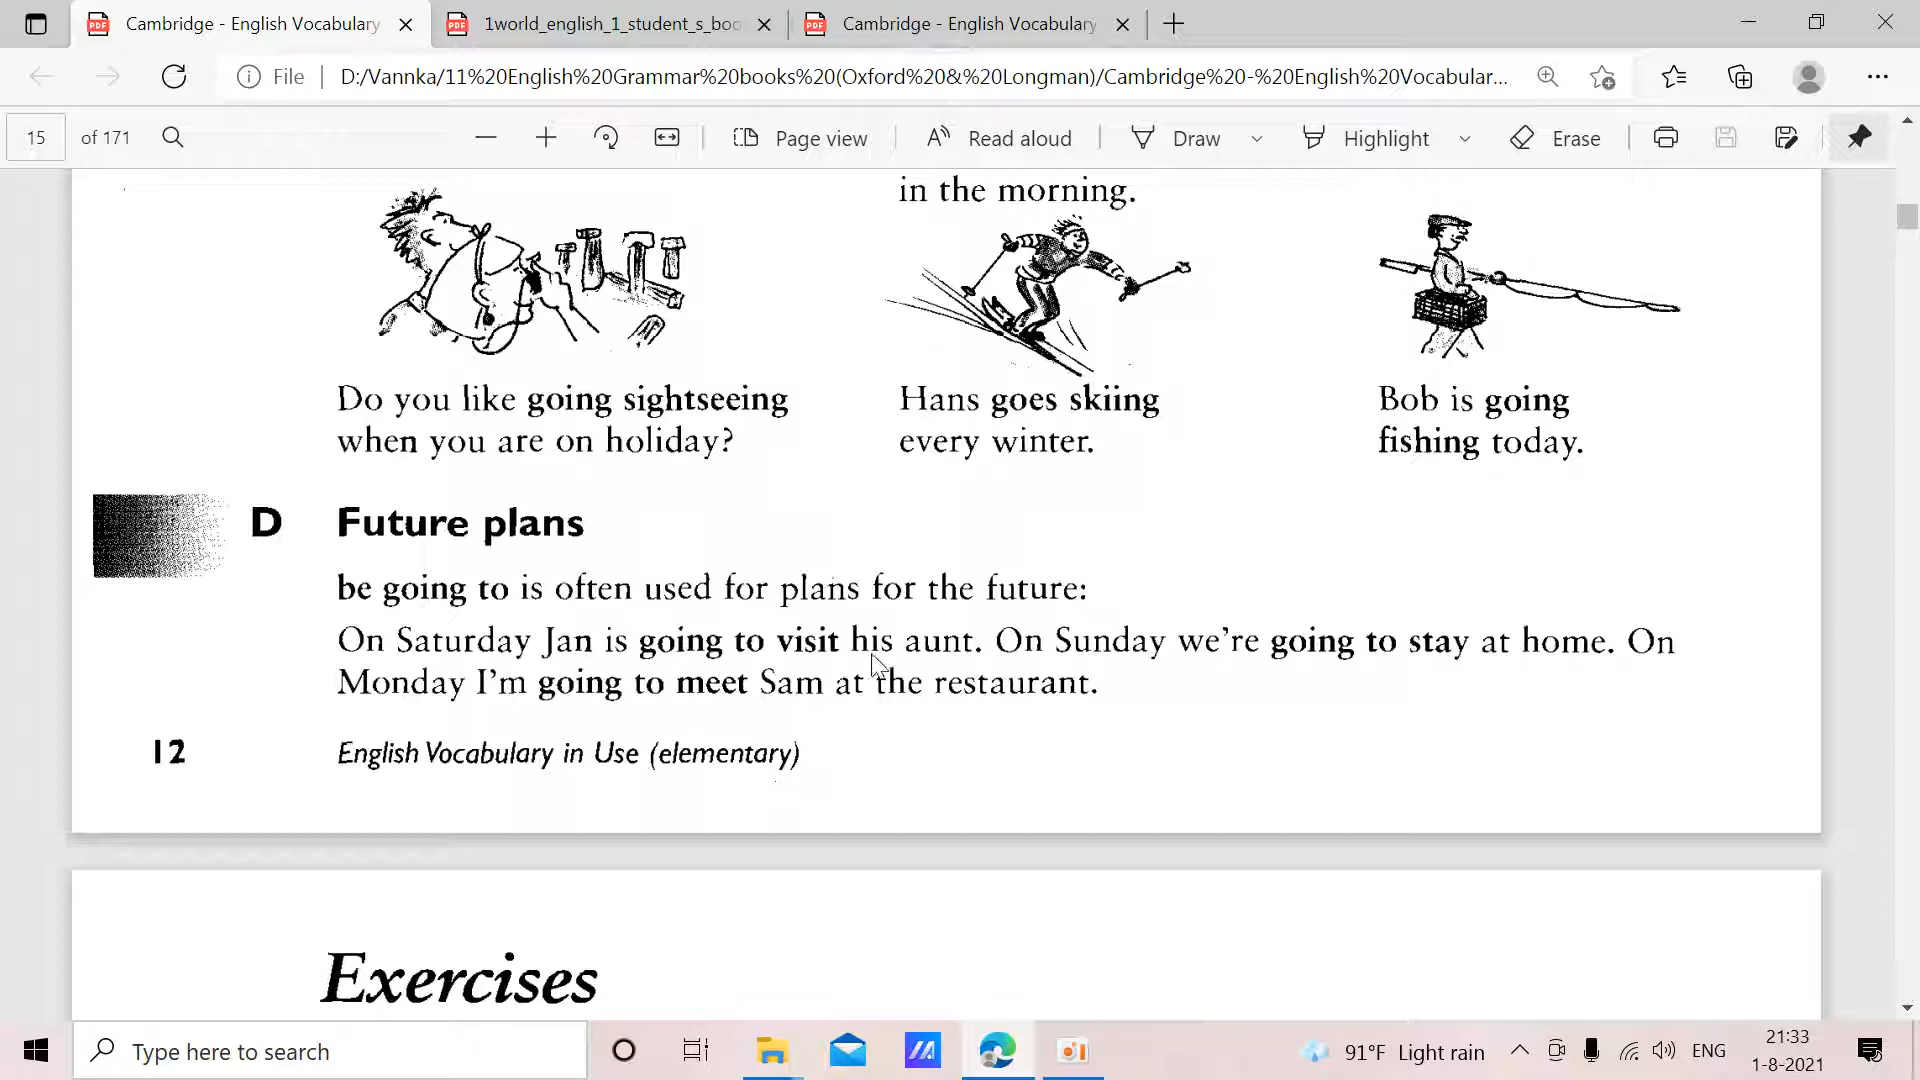 Cambridge - English Vocabulary
1world_english_1_student_s_boo
Cambridge - English Vocabulary
File
D:/Vannka/11%20English%20Grammar%20books%20(Oxford%20&%20Longman)/Cambridge%20-%20English%20Vocabular...
15 of 171
Page view
Read aloud
Draw
Highlight
Erase
in the morning.
Do you like going sightseeing
when you are on holiday?
Hans goes skiing
every winter.
Bob is going
fishing today.
D Future plans
be going to is often used for plans for the future:
On Saturday Jan is going to visit his aunt. On Sunday we're going to stay at home. On
Monday I'm going to meet Sam at the restaurant.
12 English Vocabulary in Use (elementary)
Exercises
Type here to search
91°F Light rain
ENG
21:33
1-8-2021